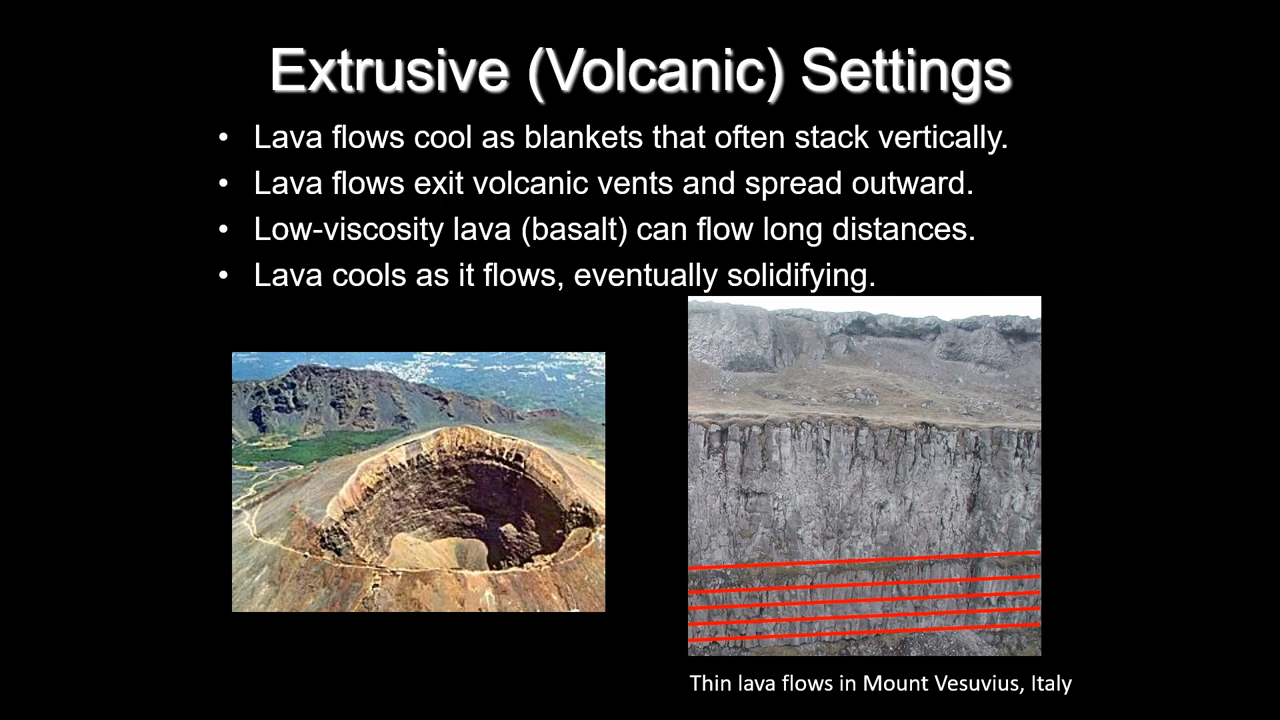 Extrusive (Volcanic) Settings
• Lava flows cool as blankets that often stack vertically.
• Lava flows exit volcanic vents and spread outward.
• Low-viscosity lava (basalt) can flow long distances.
• Lava cools as it flows, eventually solidifying.
Thin lava flows in Mount Vesuvius, Italy